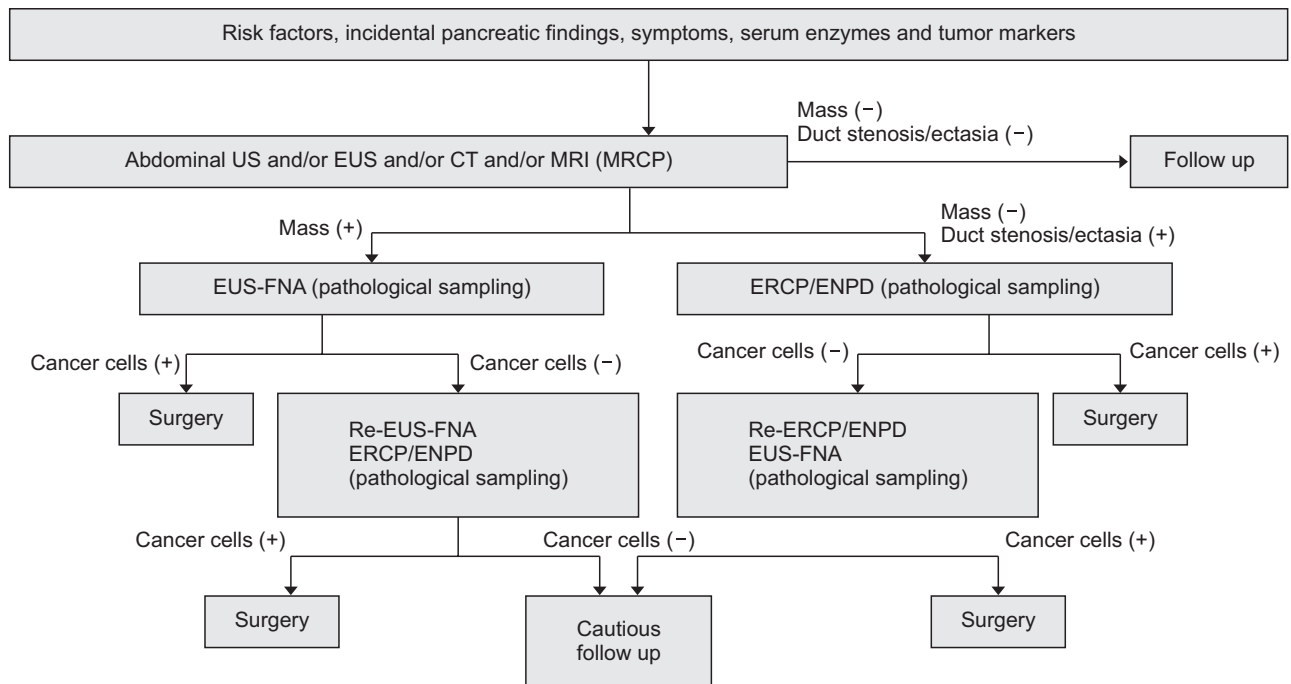 Risk factors, incidental pancreatic findings, symptoms, serum enzymes and tumor markers
Mass (−)
Duct stenosis/ectasia (−)
Abdominal US and/or EUS and/or CT and/or MRI (MRCP)
Follow up
Mass (+)
Mass (−)
Duct stenosis/ectasia (+)
EUS-FNA (pathological sampling)
ERCP/ENPD (pathological sampling)
Cancer cells (+)
Cancer cells (−)
Cancer cells (−)
Cancer cells (+)
Surgery
Re-EUS-FNA
ERCP/ENPD
(pathological sampling)
Re-ERCP/ENPD
EUS-FNA
(pathological sampling)
Surgery
Cancer cells (+)
Cancer cells (−)
Cancer cells (+)
Surgery
Cautious
follow up
Surgery